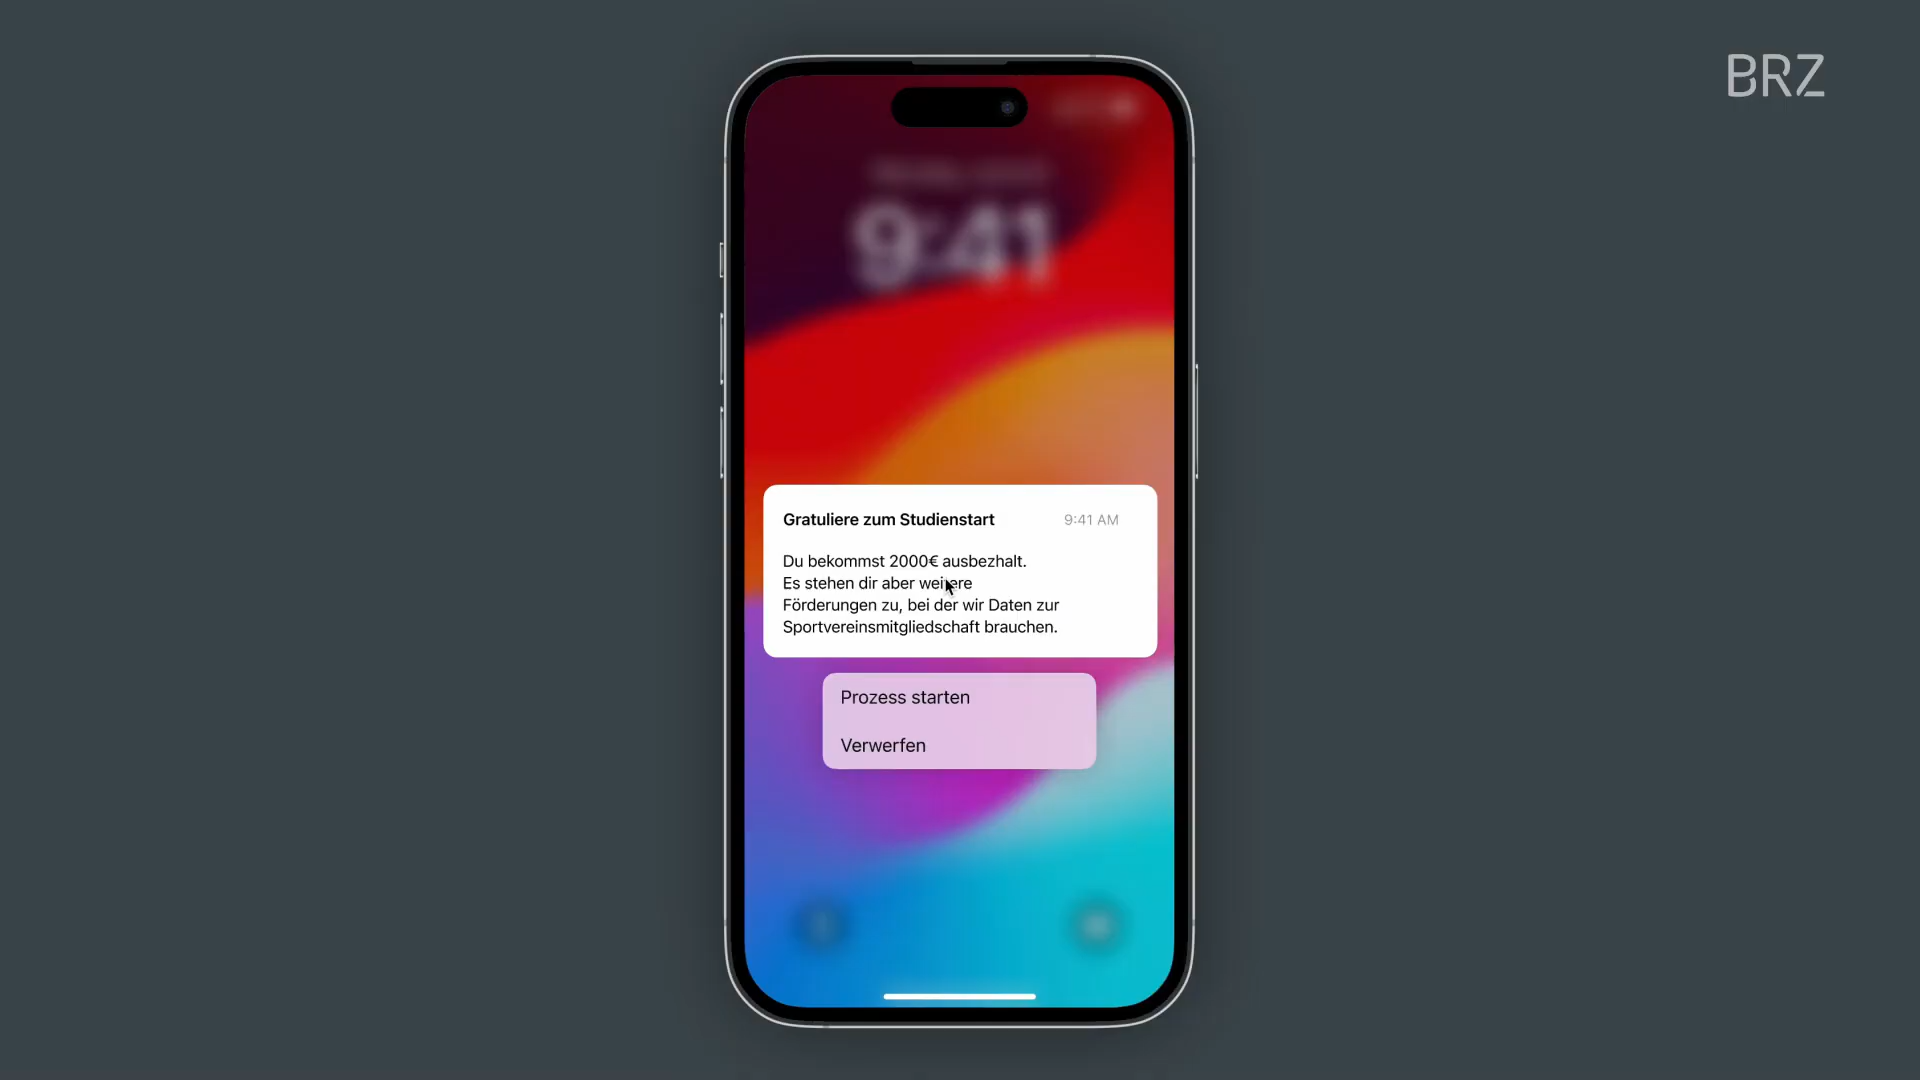 BRZ
9:41
Gratuliere zum Studienstart
9:41 AM
Du bekommst 2000€ ausbezhalt.
Es stehen dir aber weitere
Förderungen zu, bei der wir Daten zur
Sportvereinsmitgliedschaft brauchen.
Prozess starten
Verwerfen